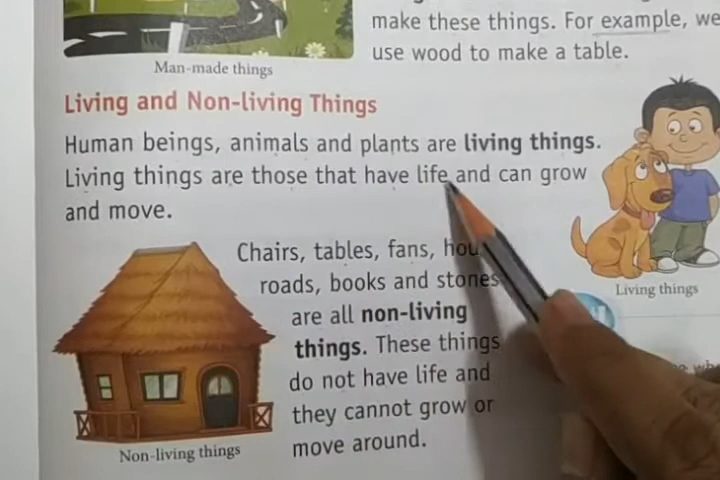 make these things. For example, we
use wood to make a table.
Man-made things
Living and Non-living Things
Human beings, animals and plants are living things.
Living things are those that have life and can grow
and move.
Chairs, tables, fans,
roads, books and stones
are all non-living
things. These things
do not have life and
they cannot grow or
move around.
Non-living things
Living things